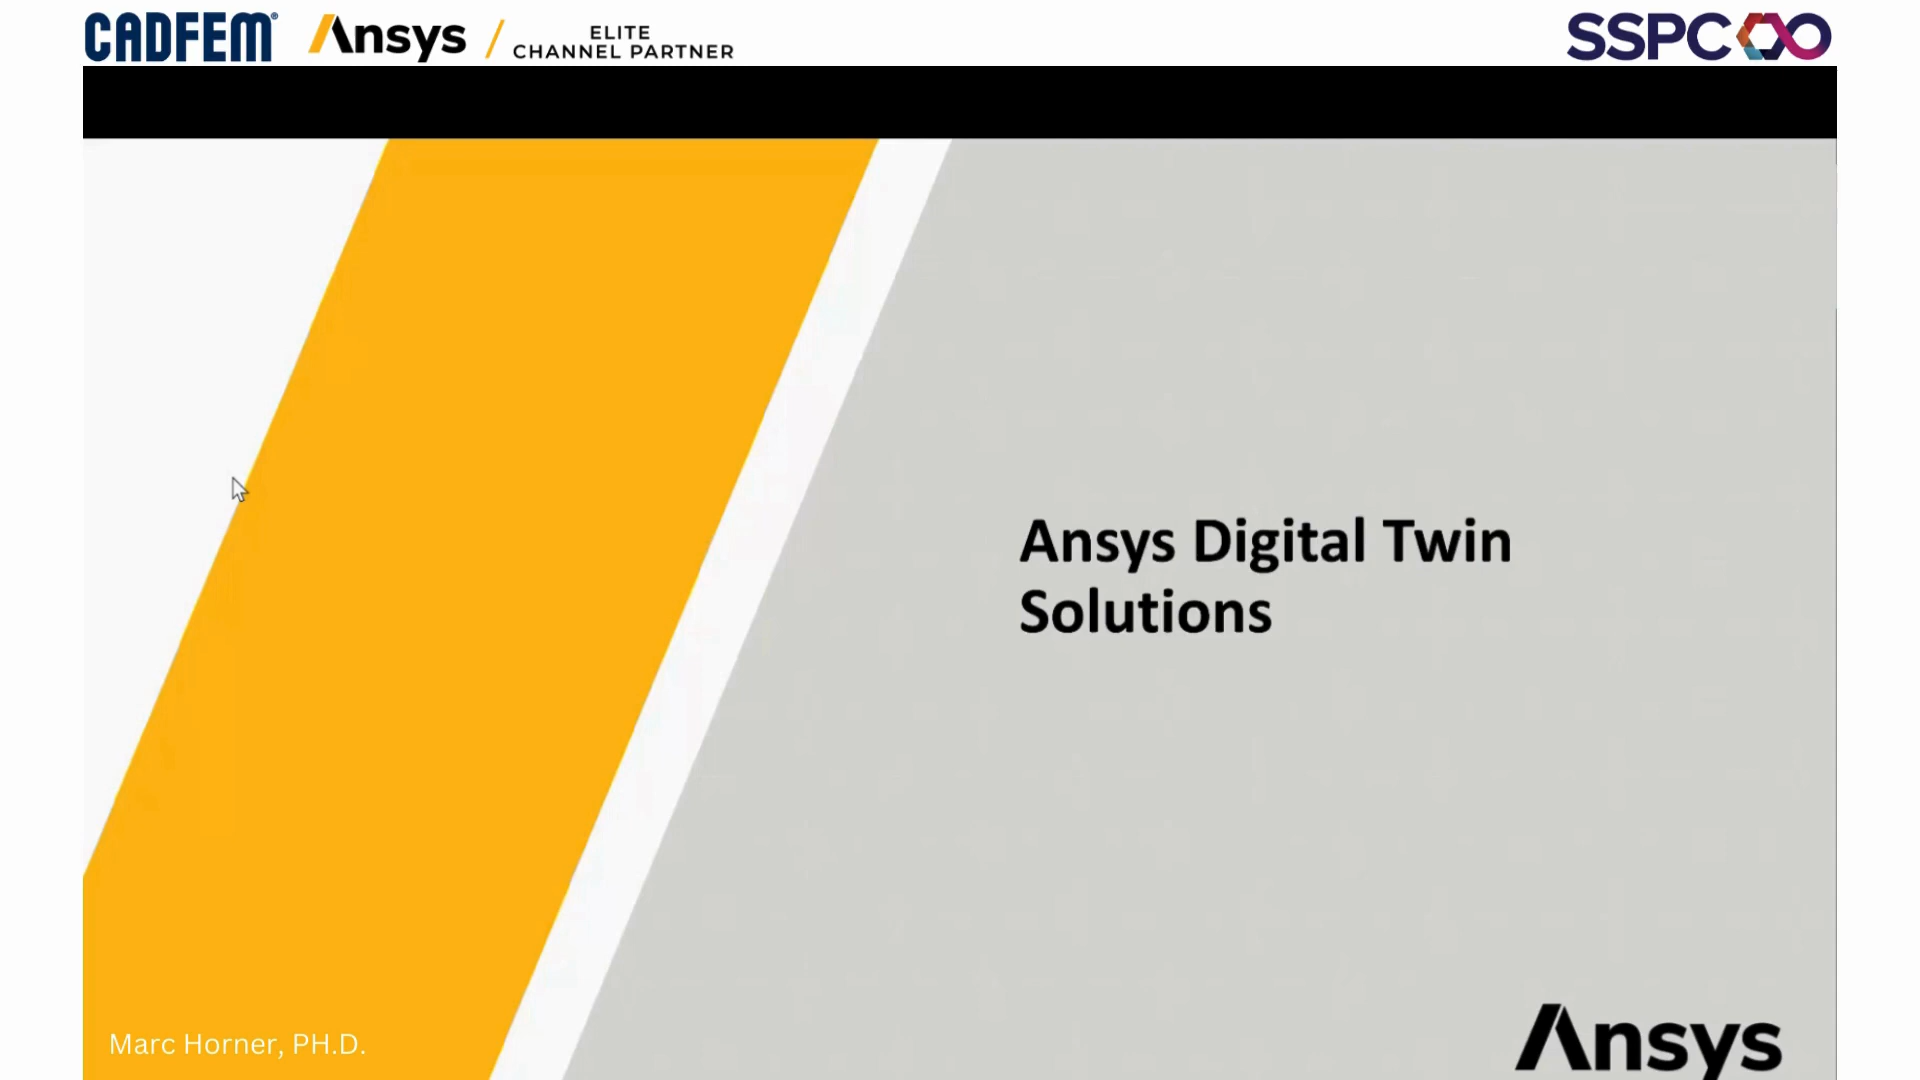 CADFEM®
Ansys / ELITE
CHANNEL PARTNER
SSPC
Ansys Digital Twin
Solutions
Marc Horner, PH.D.
Ansys